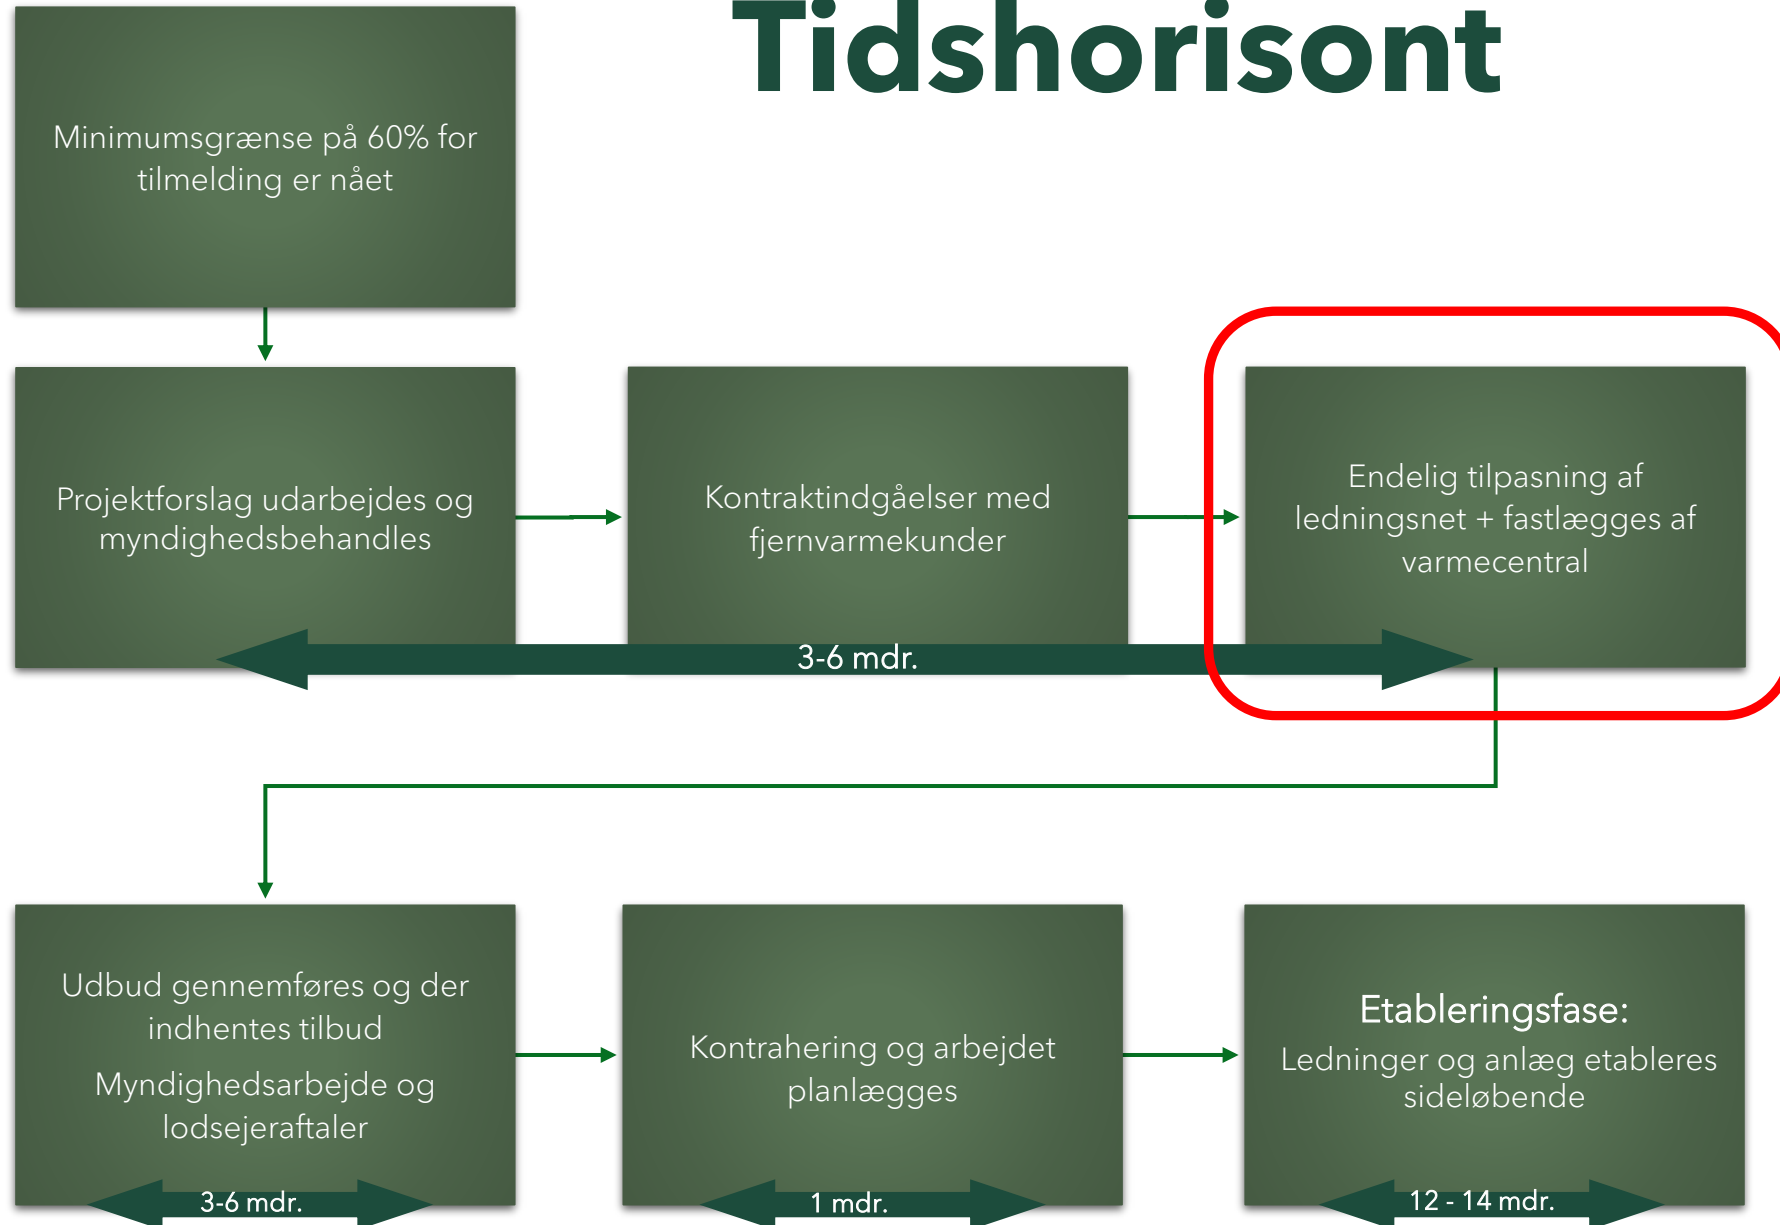 Tidshorisont
Minimumsgrænse på 60% for
tilmelding er nået
Projektforslag udarbejdes og
myndighedsbehandles
Kontraktindgåelser med
fjernvarmekunder
Endelig tilpasning af
ledningsnet + fastlægges af
varmecentral
3-6 mdr.
Udbud gennemføres og der
indhentes tilbud
Myndighedsarbejde og
lodsejeraftaler
3-6 mdr.
Kontrahering og arbejdet
planlægges
1 mdr.
Etableringsfase:
Ledninger og anlæg etableres
sideløbende
12 - 14 mdr.